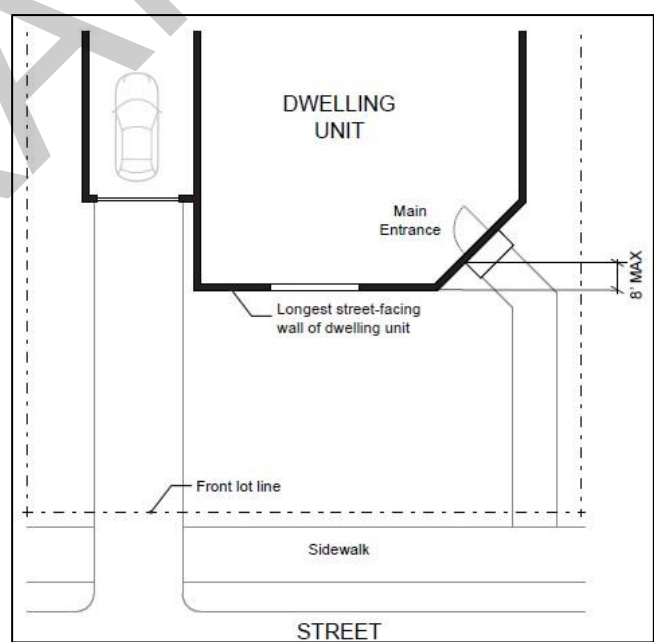 DWELLING
UNIT
Main
Entrance
8' MAX
Longest street-facing
wall of dwelling unit
Front lot line
Sidewalk
STREET